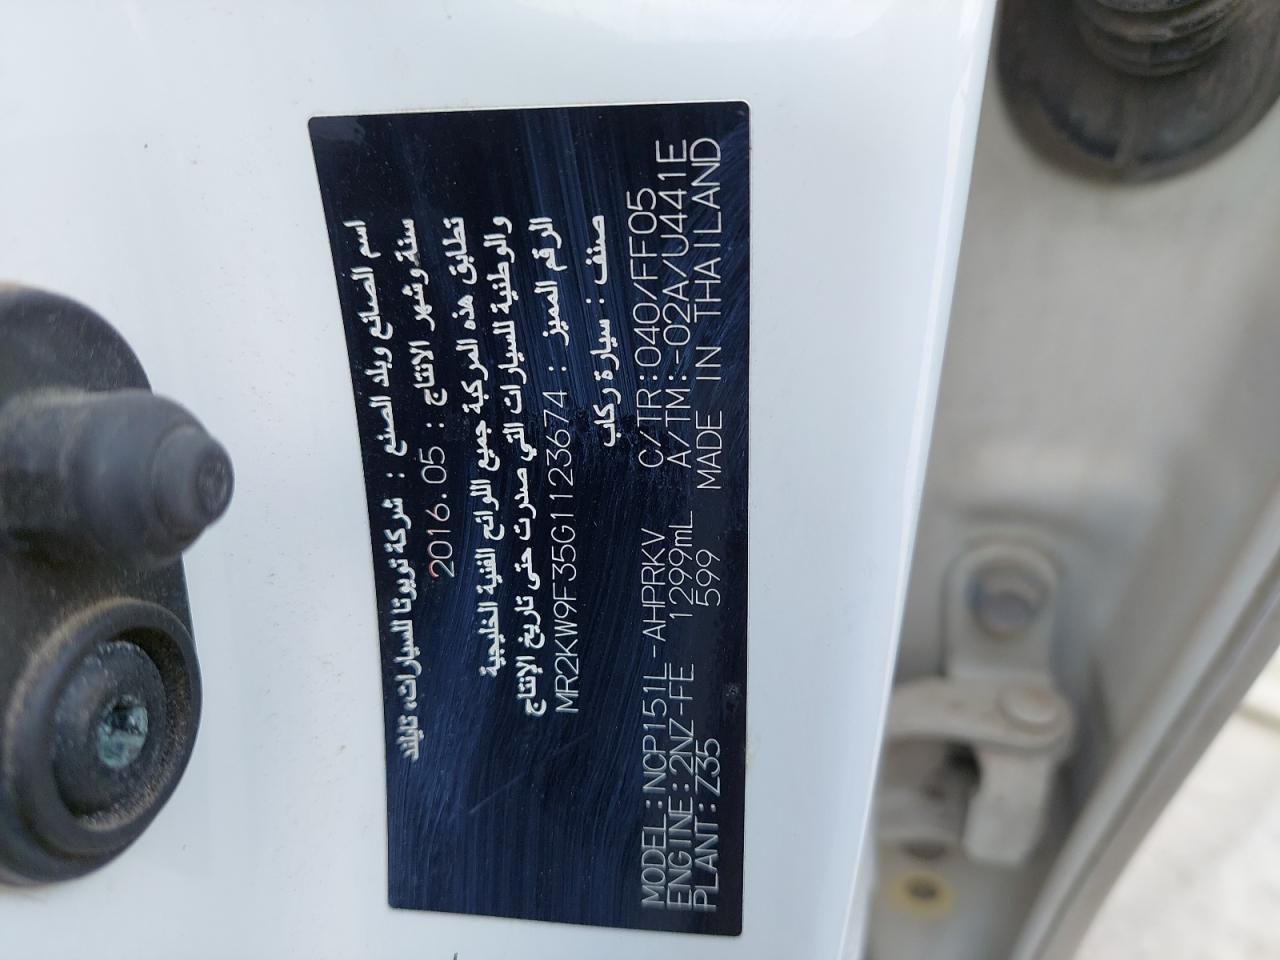 اسم الصانع وبلد الصنع : شركة تويوتا للسيارات، تايلند
سنة وشهر الانتاج : 2016.05
تطابق هذه المركبة جميع اللوائح الفنية الخليجية
والوطنية للسيارات التي صدرت حتى تاريخ الإنتاج
الرقم المميز : MR2KW9F35G1123674
صنف : سيارة ركاب
MODEL:NCP151L-AHPRKV C/TR:040/FF05
ENGINE:2NZ-FE 1299mL A/TM:-02A/U441E
PLANT:Z35 599 MADE IN THAILAND